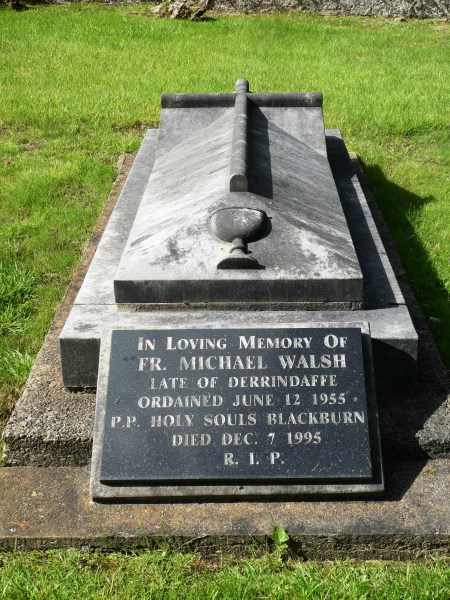 In Loving Memory Of
FR. MICHAEL WALSH
LATE OF DERRINDAFFE
ORDAINED JUNE 12 1955
P.P. HOLY SOULS BLACKBURN
DIED DEC. 7 1995
R. I. P.